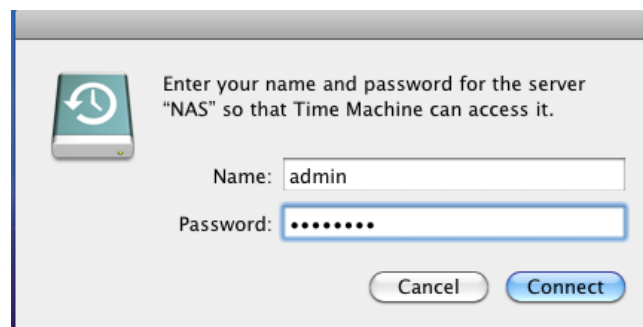 Enter your name and password for the server
“NAS” so that Time Machine can access it.
Name: admin
Password: ••••••••
Cancel Connect